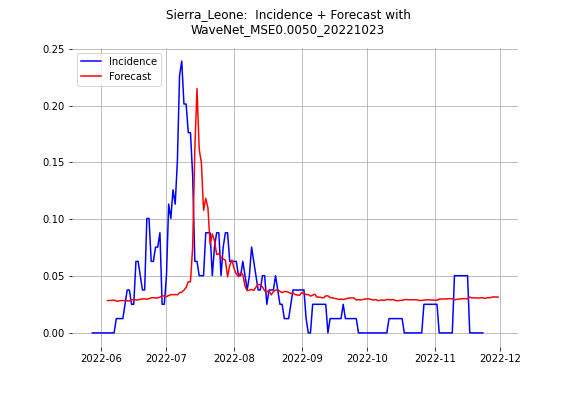 Sierra_Leone:  Incidence + Forecast with
WaveNet_MSE0.0050_20221023
0.25
Incidence
Forecast
0.20
0.15
0.10
0.05
0.00
2022-06 2022-07 2022-08 2022-09 2022-10 2022-11 2022-12